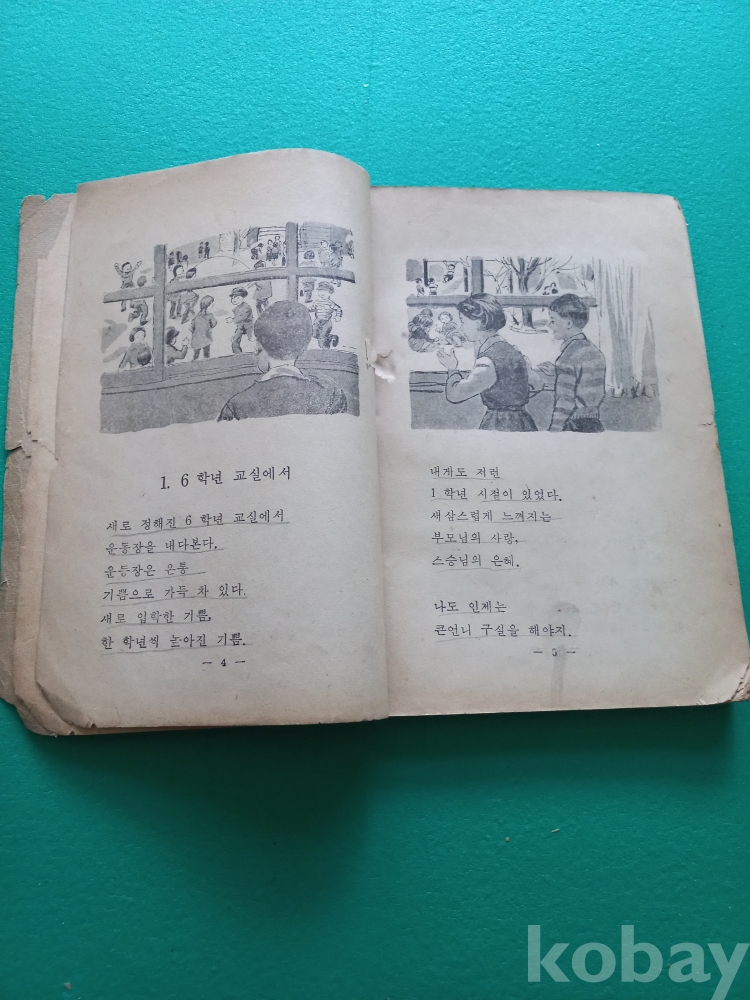 1. 6 학년 교실에서
새로 정해진 6 학년 교실에서
운동장을 내다본다.
운동장은 온통
기쁨으로 가득 차 있다.
새로 입학한 기쁨,
한 학년씩 높아진 기쁨.
— 4 —
내게도 저런
1 학년 시절이 있었다.
새삼스럽게 느껴지는
부모님의 사랑,
스승님의 은혜.
나도 인제는
큰언니 구실을 해야지.
— 5 —
kobay